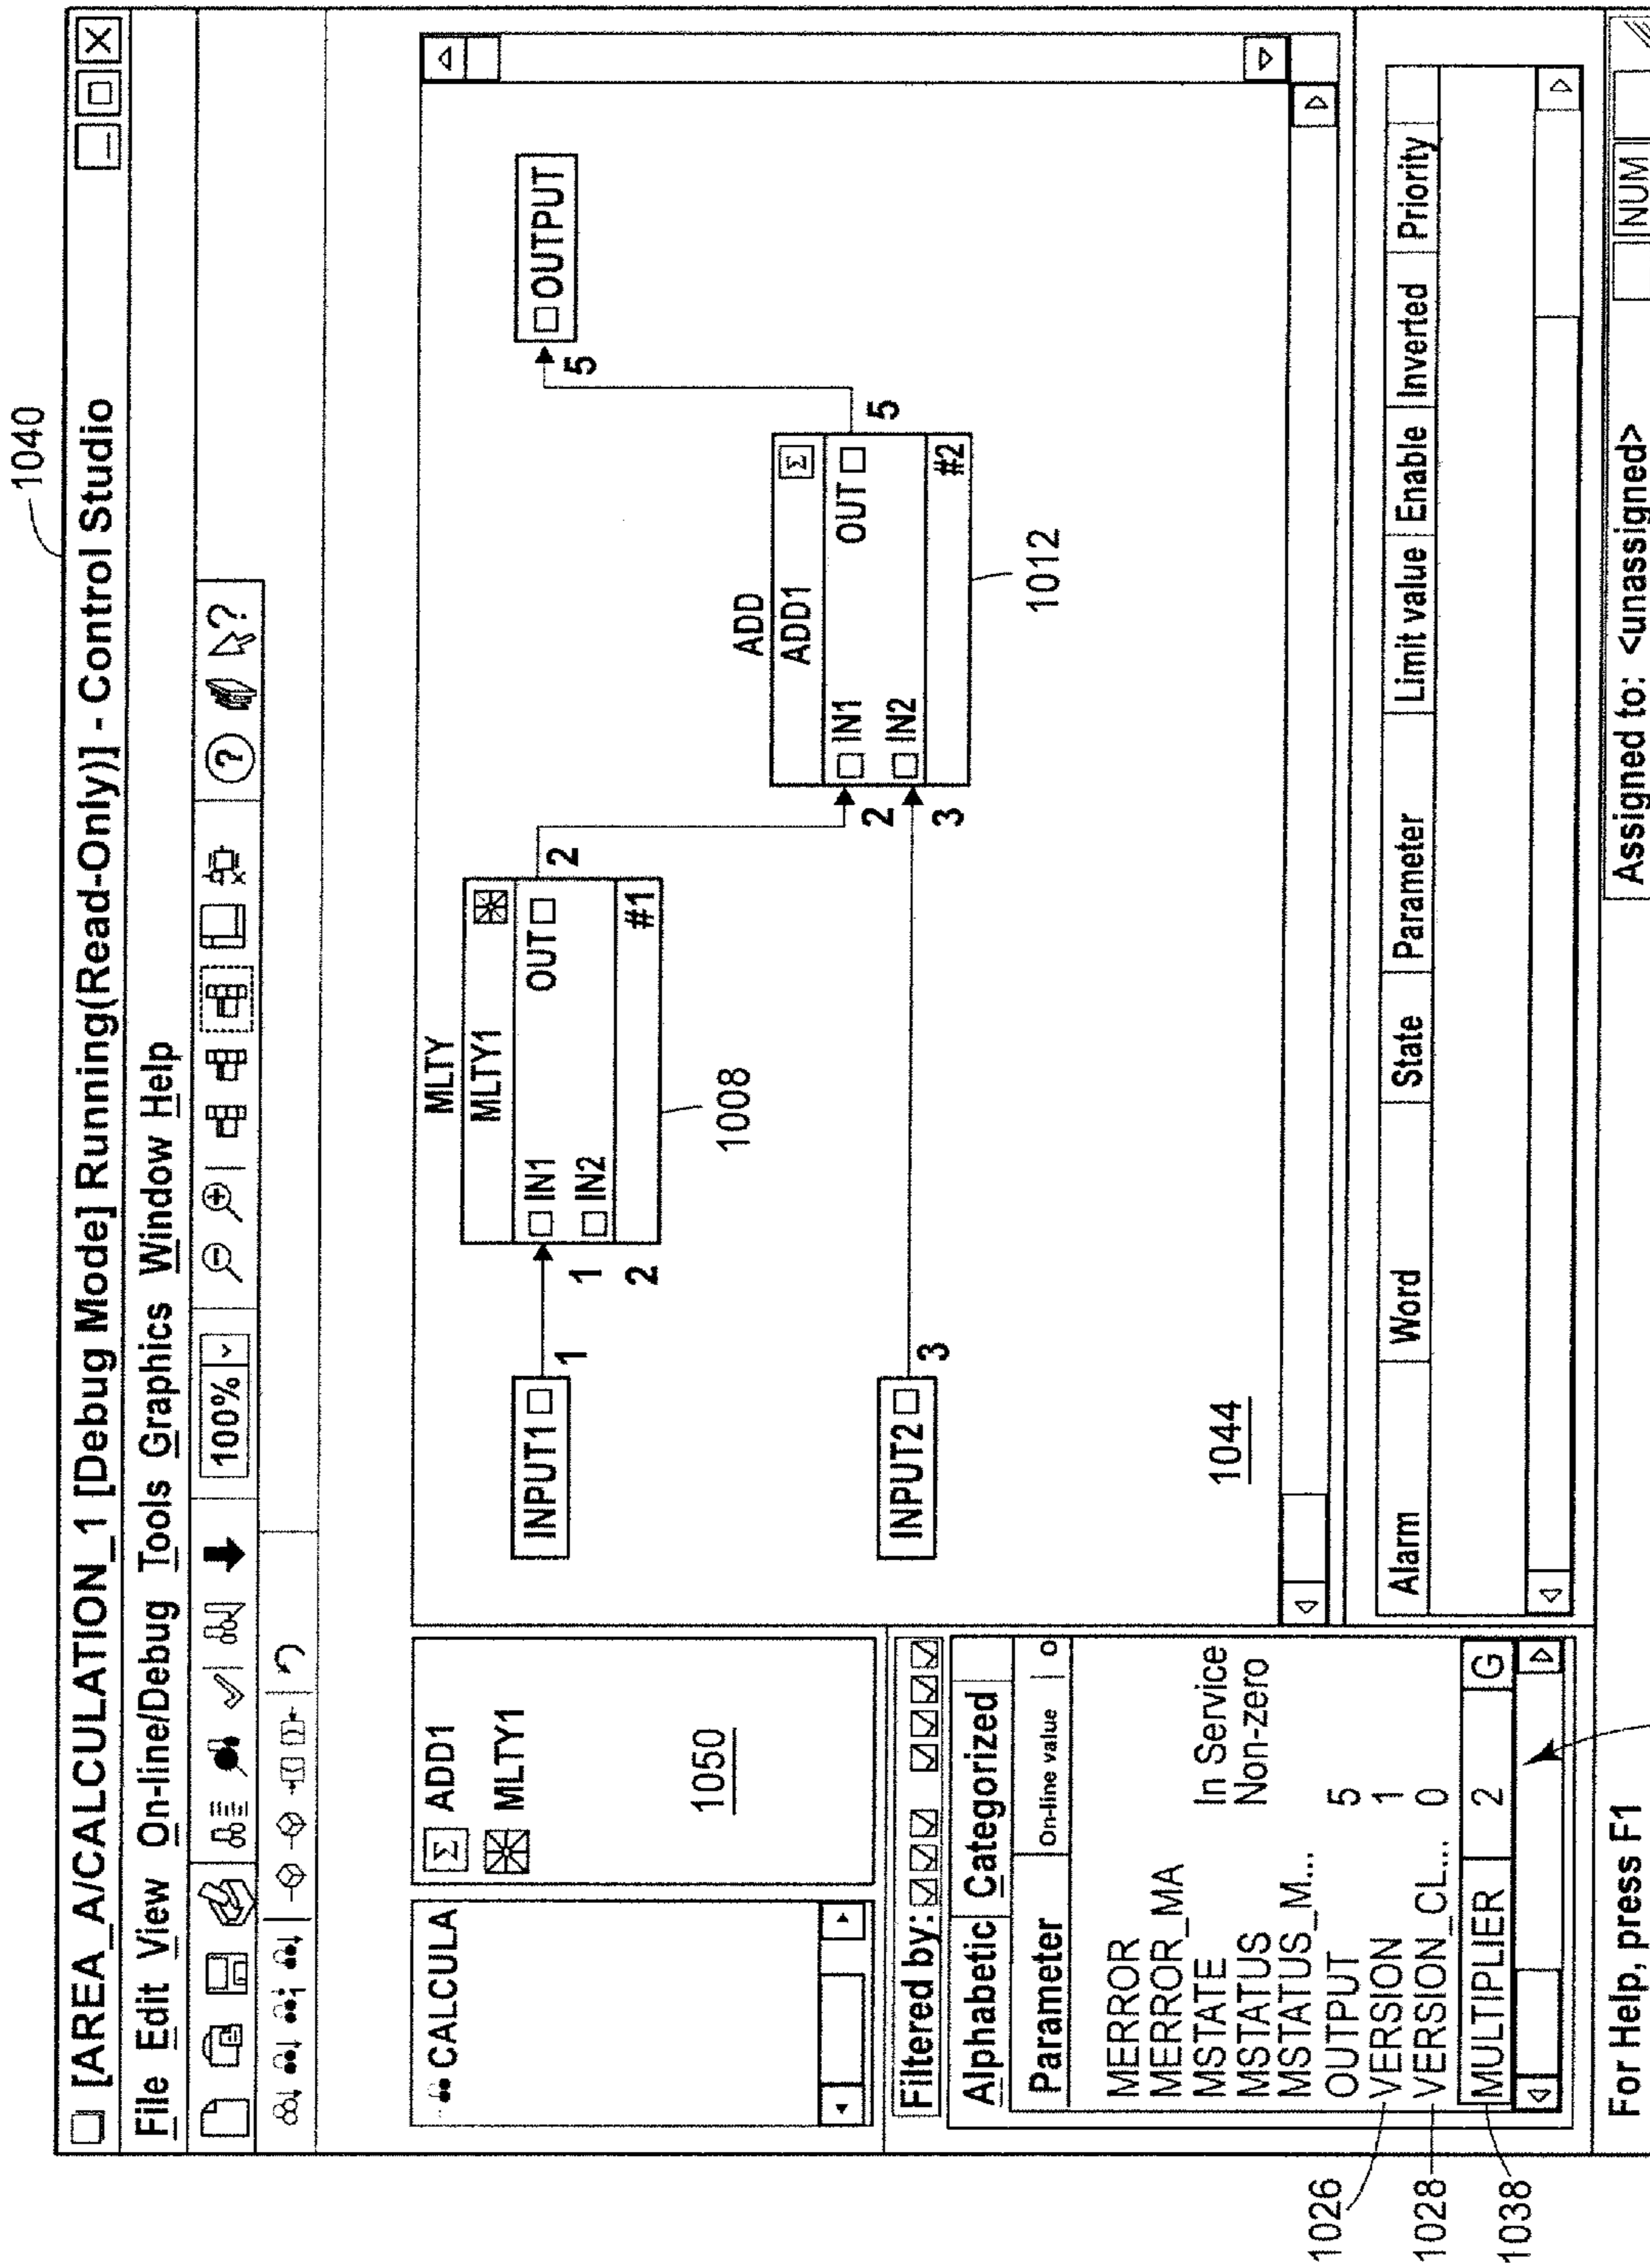 1040
[AREA_A/CALCULATION_1 [Debug Mode] Running(Read-Only)] - Control Studio
File Edit View On-line/Debug Tools Graphics Window Help
100%
? ?
CALCULA
Σ ADD1
MLTY1
1050
MLTY
MLTY1
IN1 OUT
IN2
#1
1008
INPUT1
1
1
2
2
ADD
ADD1 Σ
IN1 OUT
IN2
#2
1012
2
3
5
5
OUTPUT
INPUT2
3
1044
Filtered by:
Alphabetic Categorized
Parameter On-line value o
MERROR
MERROR_MA
MSTATE In Service
MSTATUS Non-zero
MSTATUS_M...
OUTPUT 5
VERSION 1
VERSION_CL... 0
MULTIPLIER 2 G
1026
1028
1038
Alarm Word State Parameter Limit value Enable Inverted Priority
For Help, press F1
Assigned to: <unassigned>
NUM